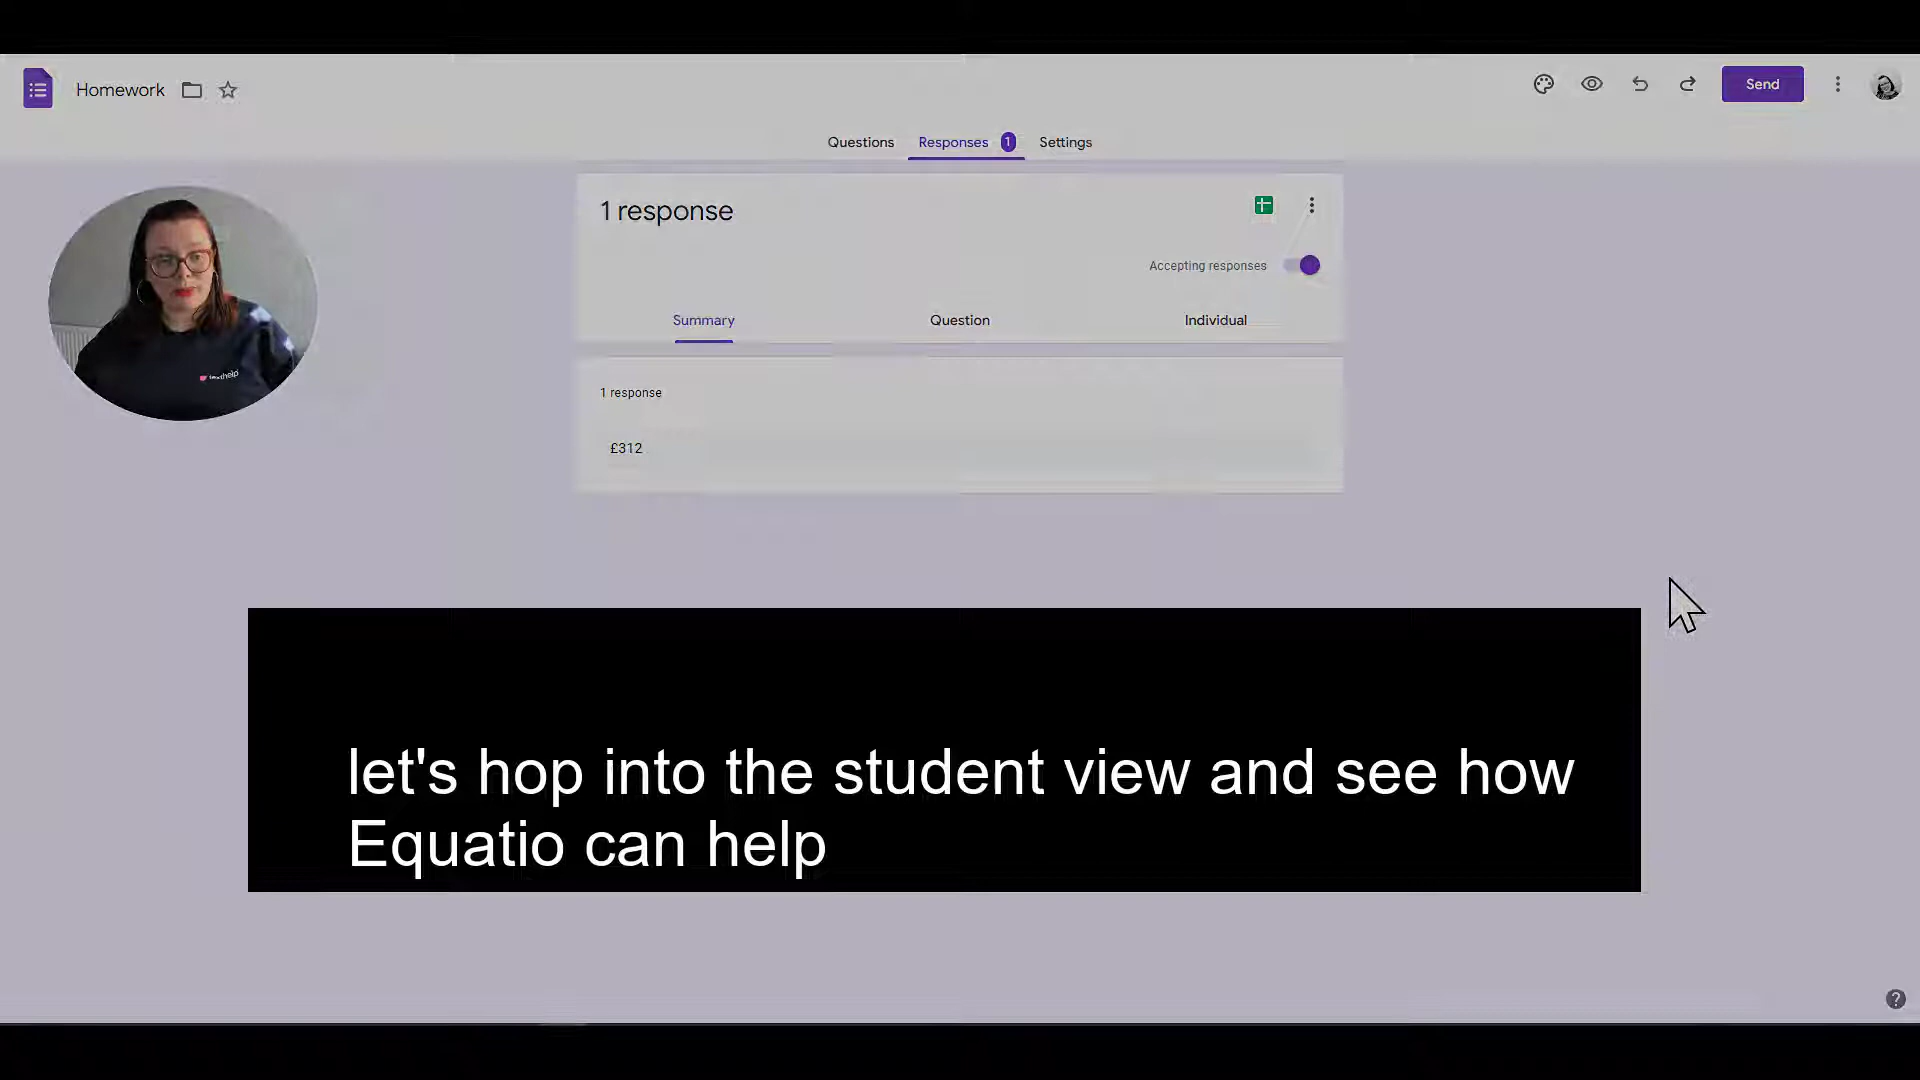 Homework
Send
Questions
Responses 1
Settings
1 response
Accepting responses
Summary
Question
Individual
1 response
£312
texthelp
let's hop into the student view and see how
Equatio can help
?